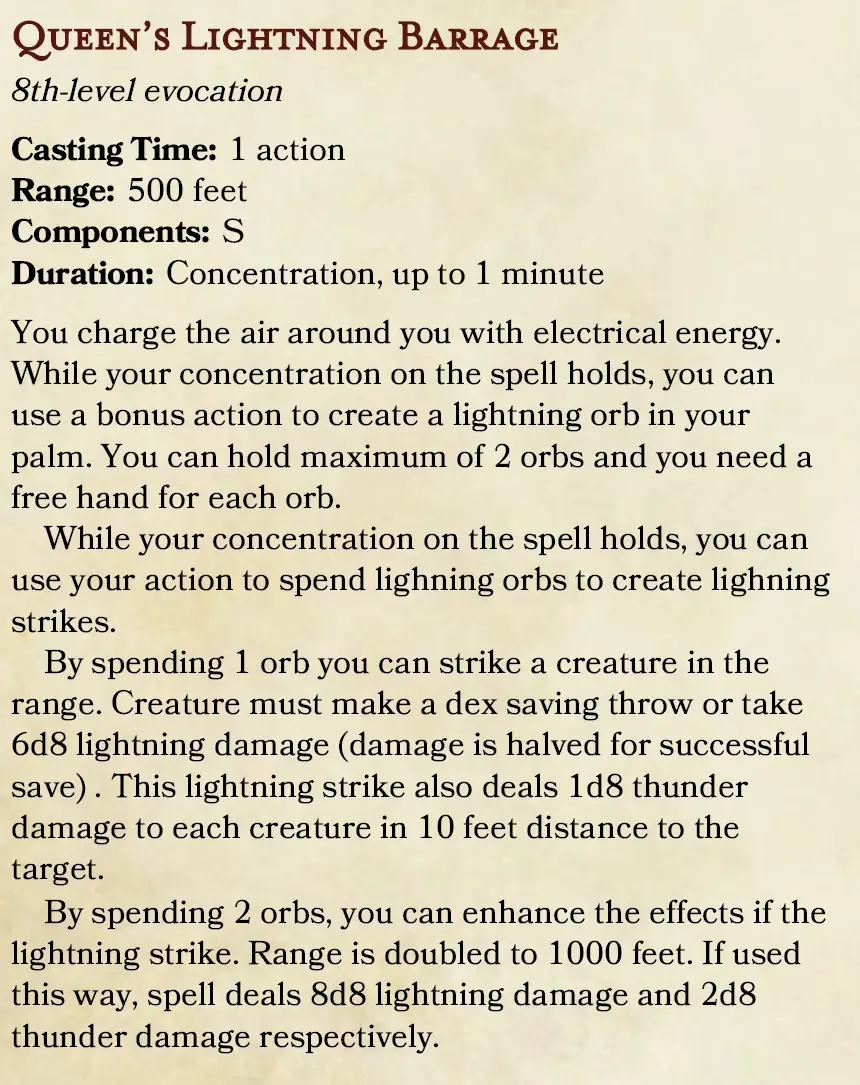 Queen's Lightning Barrage
8th-level evocation
Casting Time: 1 action
Range: 500 feet
Components: S
Duration: Concentration, up to 1 minute
You charge the air around you with electrical energy.
While your concentration on the spell holds, you can
use a bonus action to create a lightning orb in your
palm. You can hold maximum of 2 orbs and you need a
free hand for each orb.
While your concentration on the spell holds, you can
use your action to spend lighning orbs to create lighning
strikes.
By spending 1 orb you can strike a creature in the
range. Creature must make a dex saving throw or take
6d8 lightning damage (damage is halved for successful
save) . This lightning strike also deals 1d8 thunder
damage to each creature in 10 feet distance to the
target.
By spending 2 orbs, you can enhance the effects if the
lightning strike. Range is doubled to 1000 feet. If used
this way, spell deals 8d8 lightning damage and 2d8
thunder damage respectively.